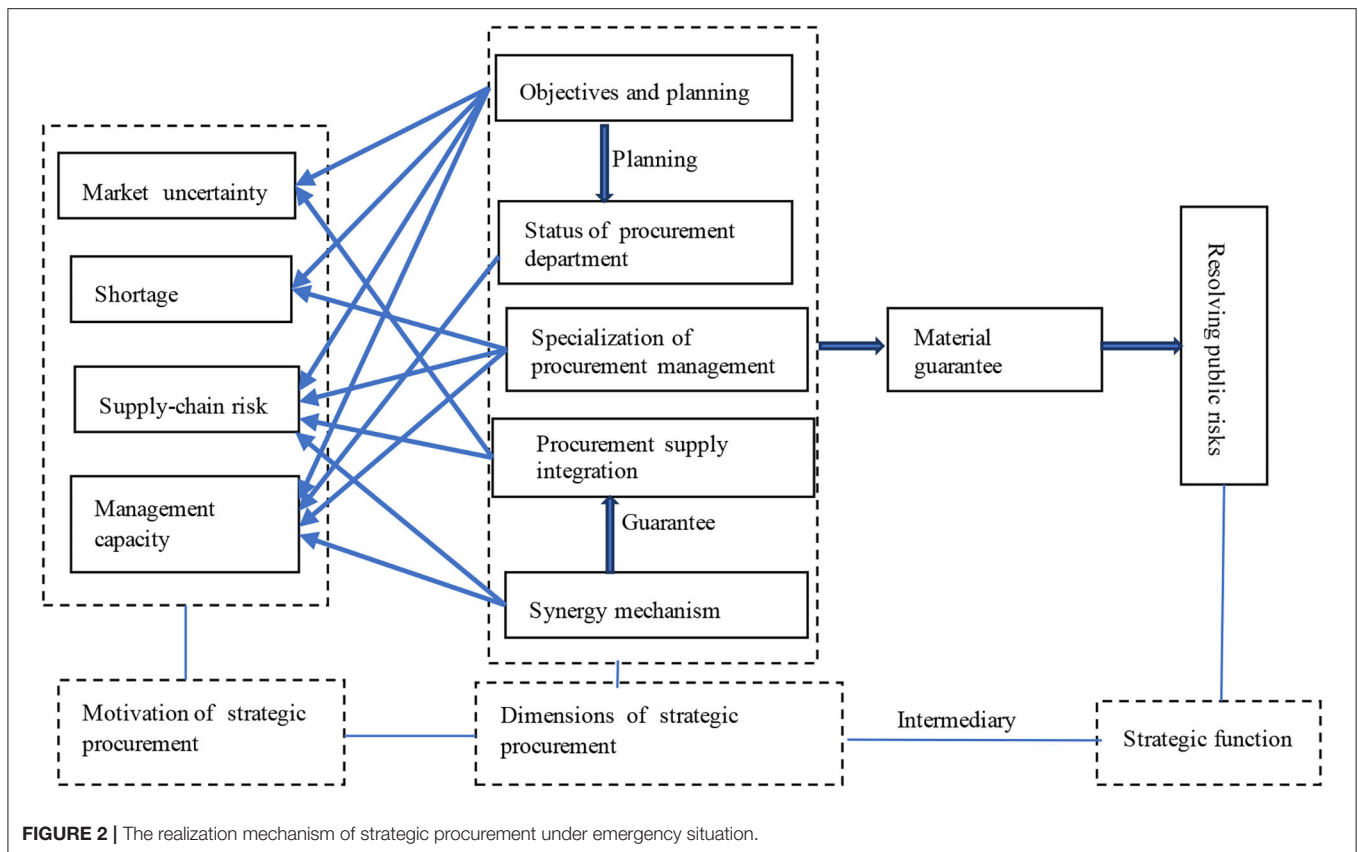 Objectives and planning
Planning
Market uncertainty
Status of procurement
department
Shortage
Specialization of
procurement management
Material
guarantee
Resolving public risks
Supply-chain risk
Procurement supply
integration
Management
capacity
Guarantee
Synergy mechanism
Motivation of strategic
procurement
Dimensions of strategic
procurement
Intermediary
Strategic function
FIGURE 2 | The realization mechanism of strategic procurement under emergency situation.